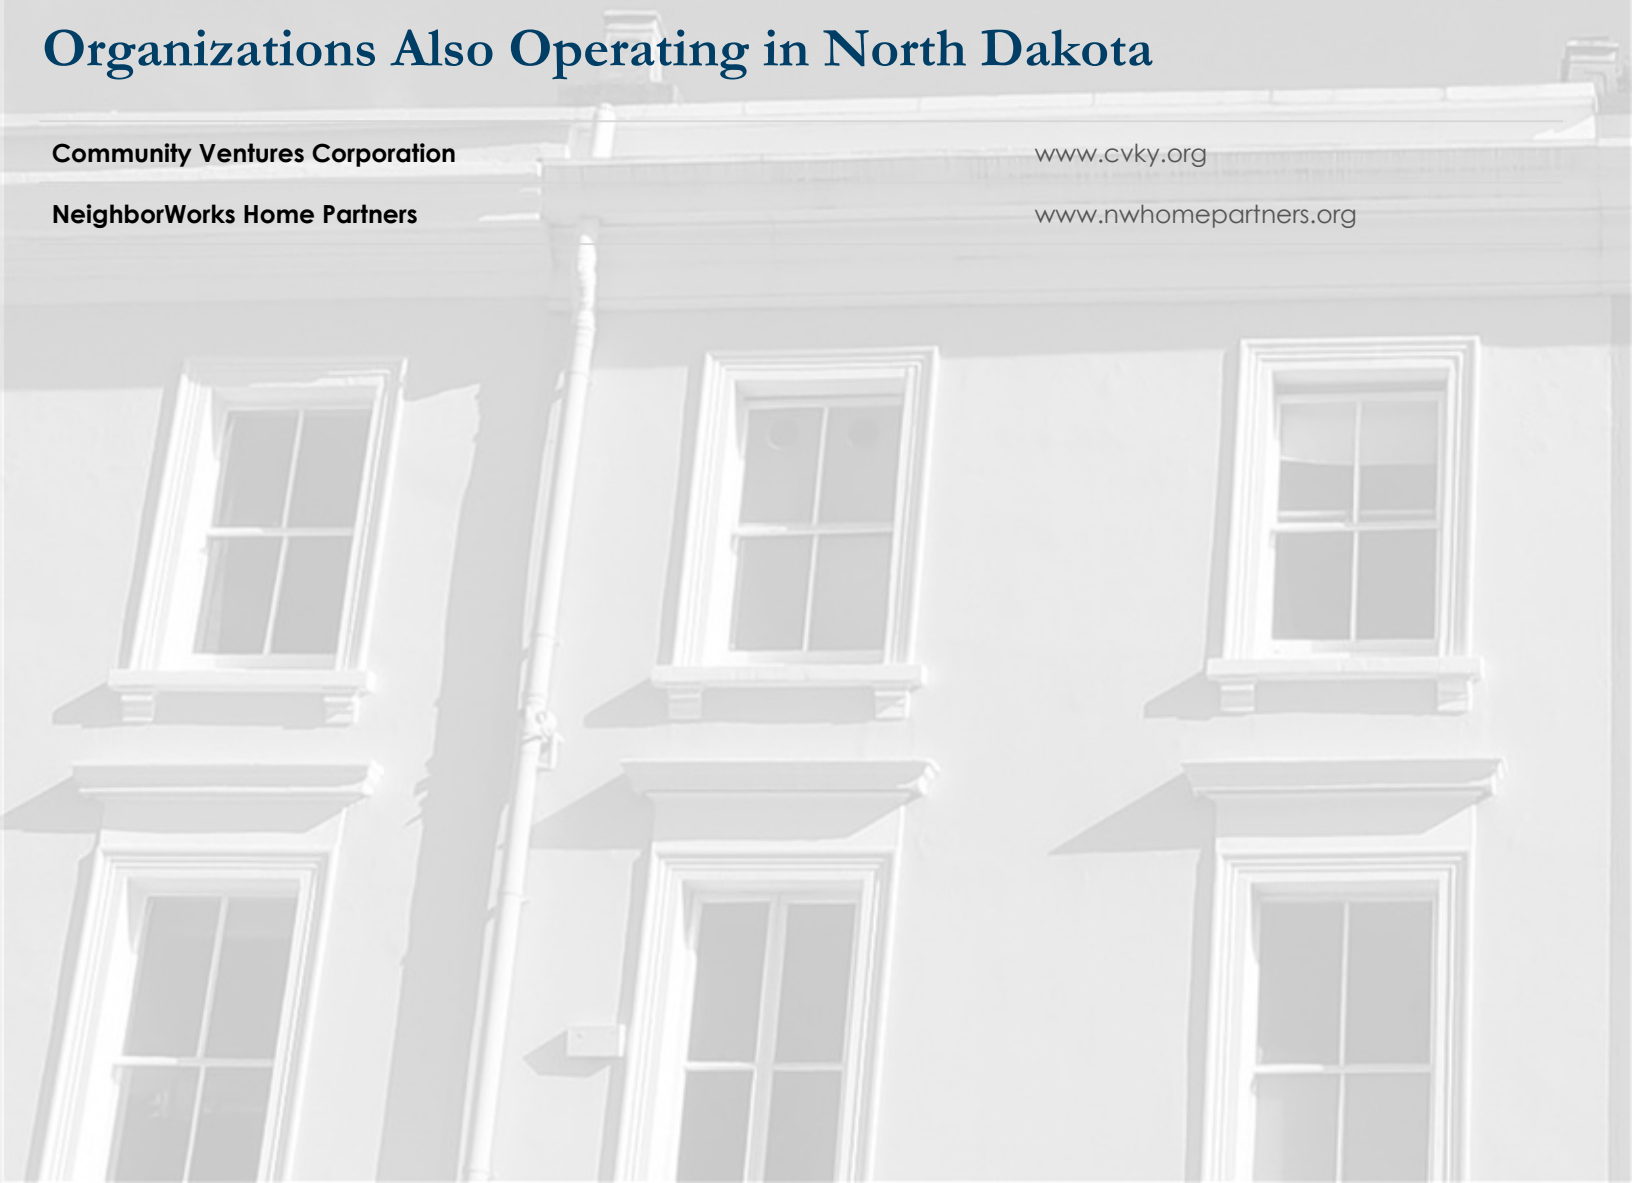 Organizations Also Operating in North Dakota
Community Ventures Corporation www.cvky.org
NeighborWorks Home Partners www.nwhomepartners.org